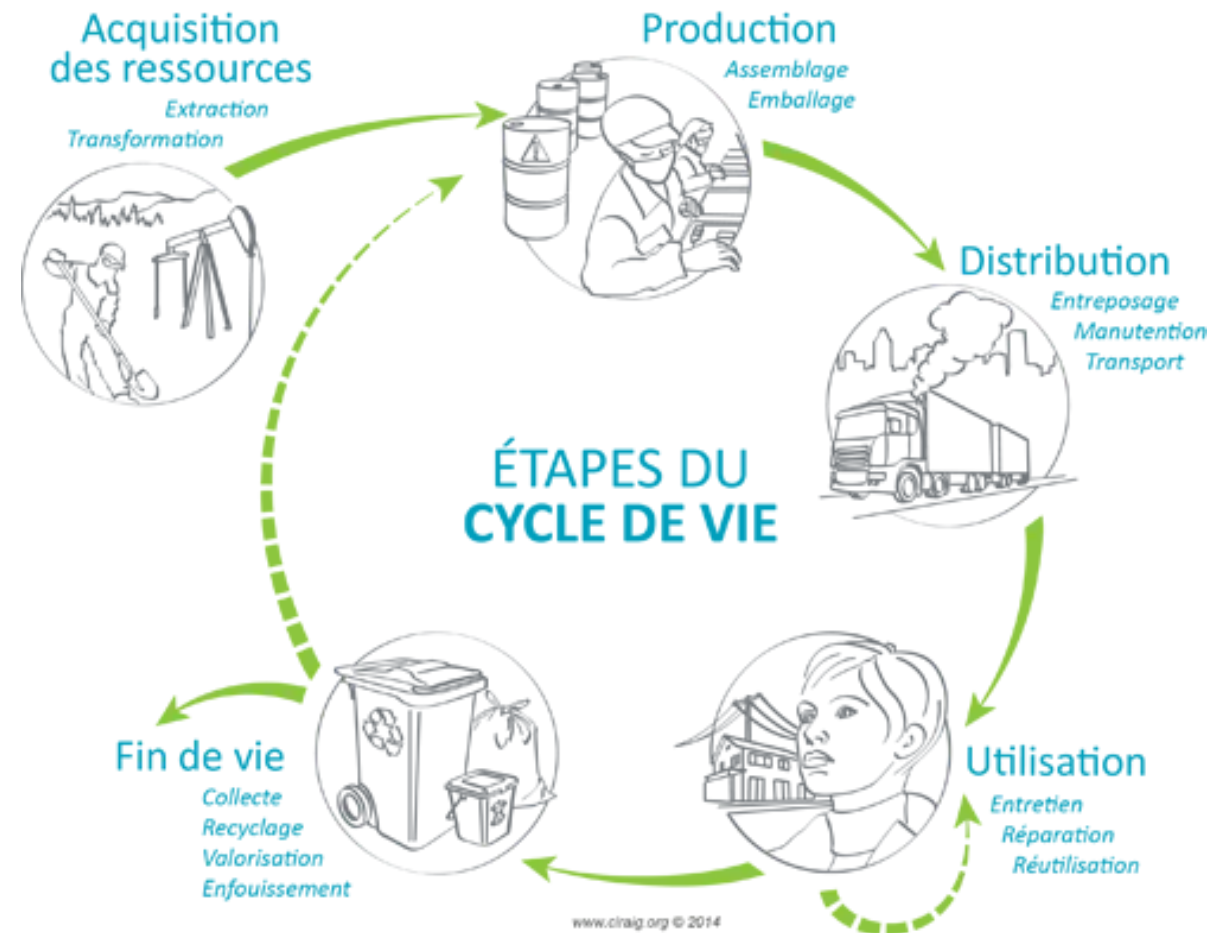 Acquisition
des ressources
Extraction
Transformation
Production
Assemblage
Emballage
Distribution
Entreposage
Manutention
Transport
ÉTAPES DU
CYCLE DE VIE
Utilisation
Entretien
Réparation
Réutilisation
Fin de vie
Collecte
Recyclage
Valorisation
Enfouissement
www.ciraig.org © 2014